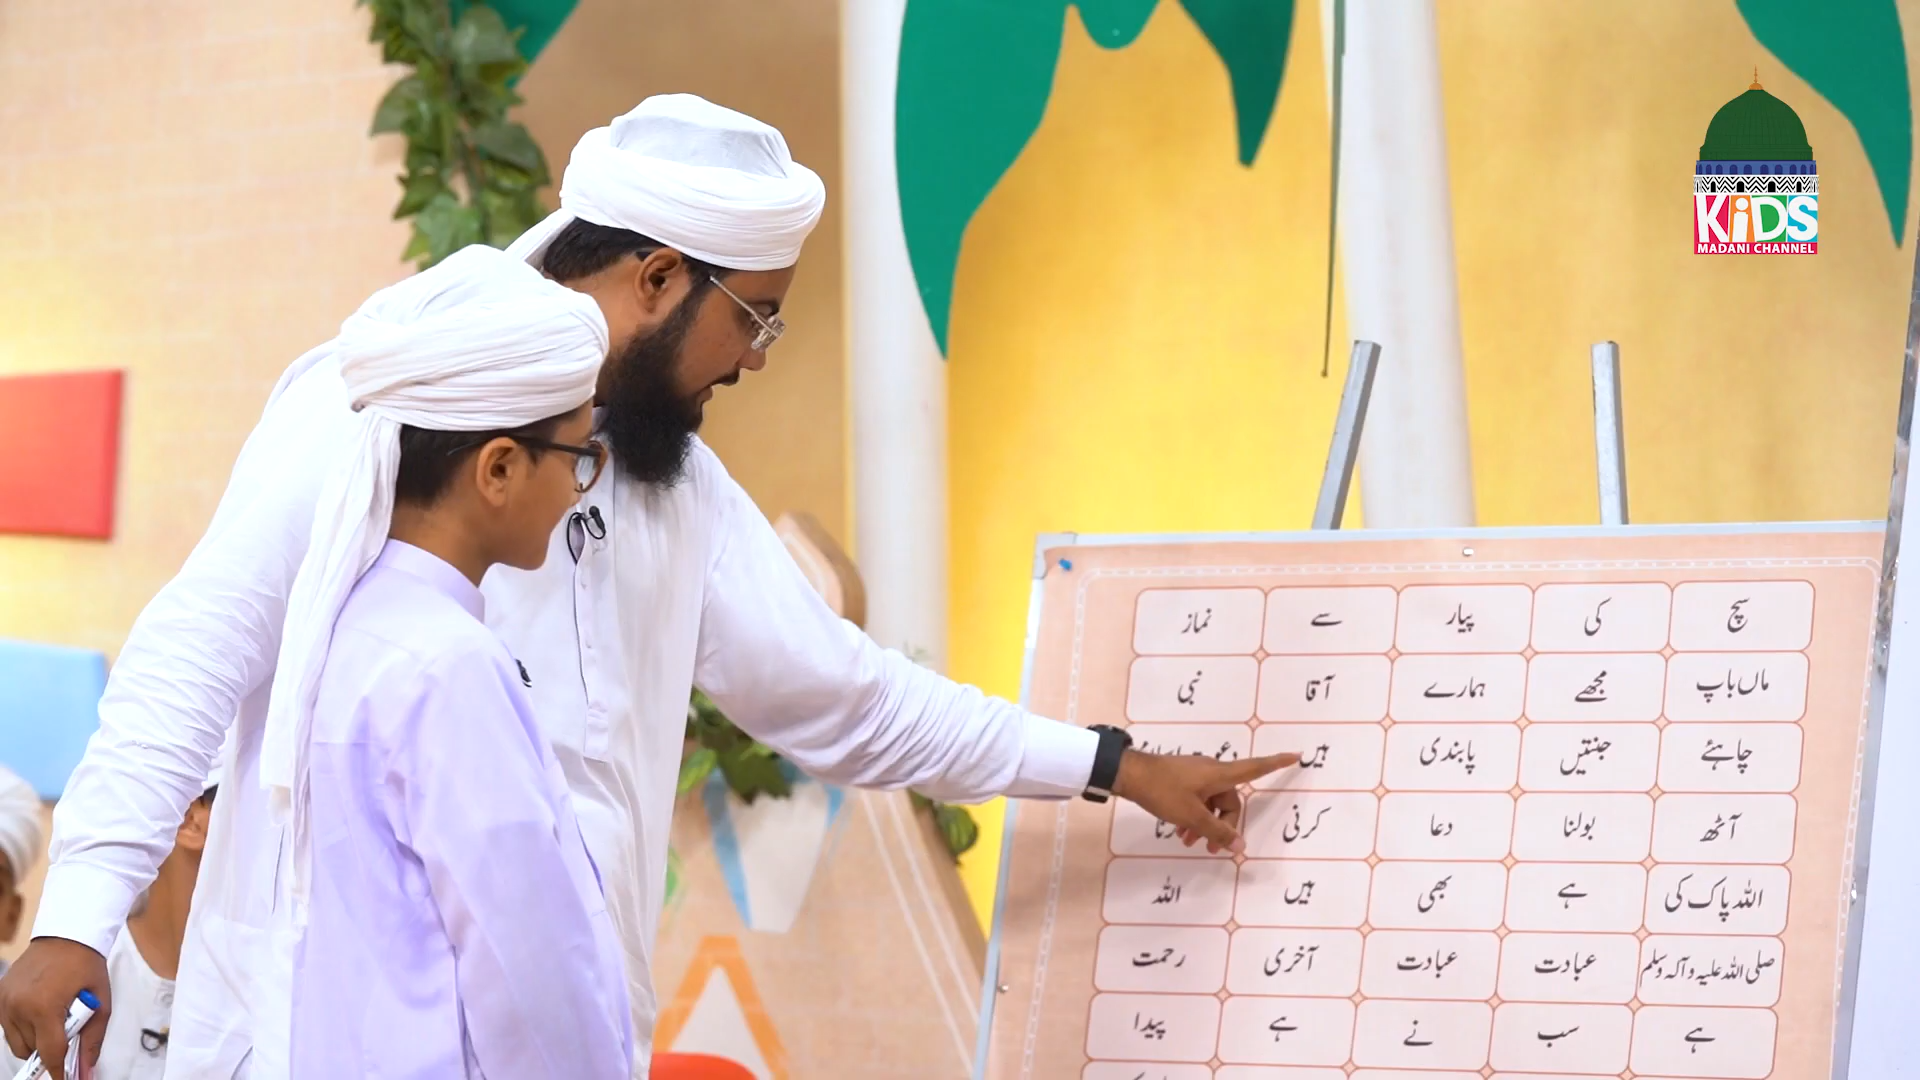 KiDS
MADANI CHANNEL
سچ کی پیار سے نماز
ماں باپ مجھے ہمارے آقا نبی
چاہئے جنتیں پابندی ہیں
آٹھ بولنا دعا کرنی
اللہ پاک کی ہے بھی ہیں اللہ
صلی اللہ علیہ وآلہ وسلم عبادت عبادت آخری رحمت
ہے سب نے ہے پیدا